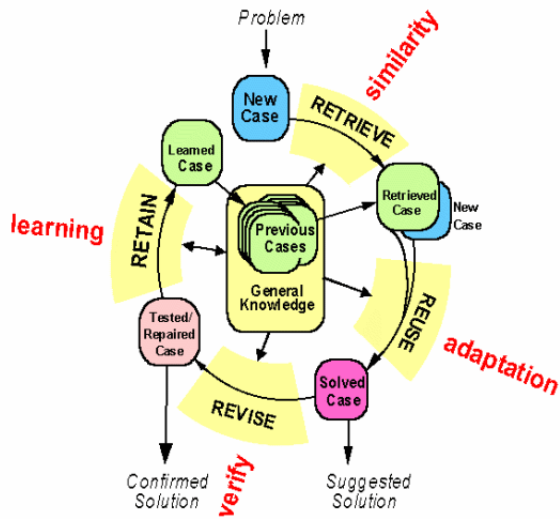 Problem
similarity
New
Case
RETRIEVE
Learned
Case
Retrieved
Case
New
Case
learning
RETAIN
Previous
Cases
General
Knowledge
REUSE
adaptation
Tested/
Repaired
Case
Solved
Case
REVISE
verify
Confirmed
Solution
Suggested
Solution